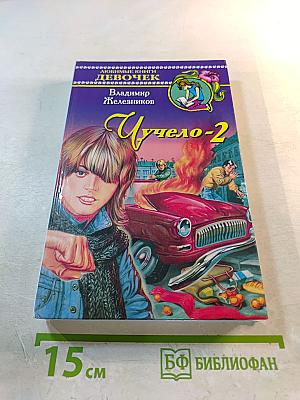 ЛЮБИМЫЕ КНИГИ
ДЕВОЧЕК
Владимир
Железников
Чучело-2
15 см
БФ БИБЛИОФАН